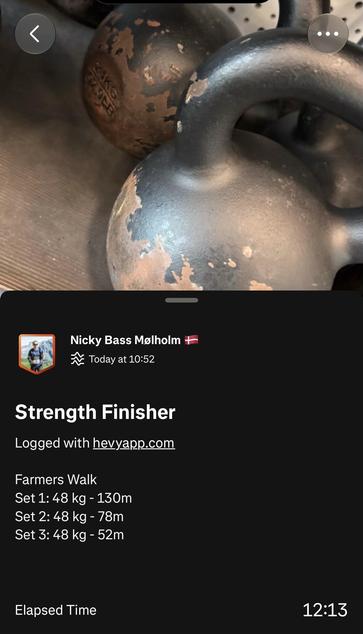 Nicky Bass Mølholm 🇩🇰
Today at 10:52
Strength Finisher
Logged with hevyapp.com
Farmers Walk
Set 1: 48 kg - 130m
Set 2: 48 kg - 78m
Set 3: 48 kg - 52m
Elapsed Time 12:13